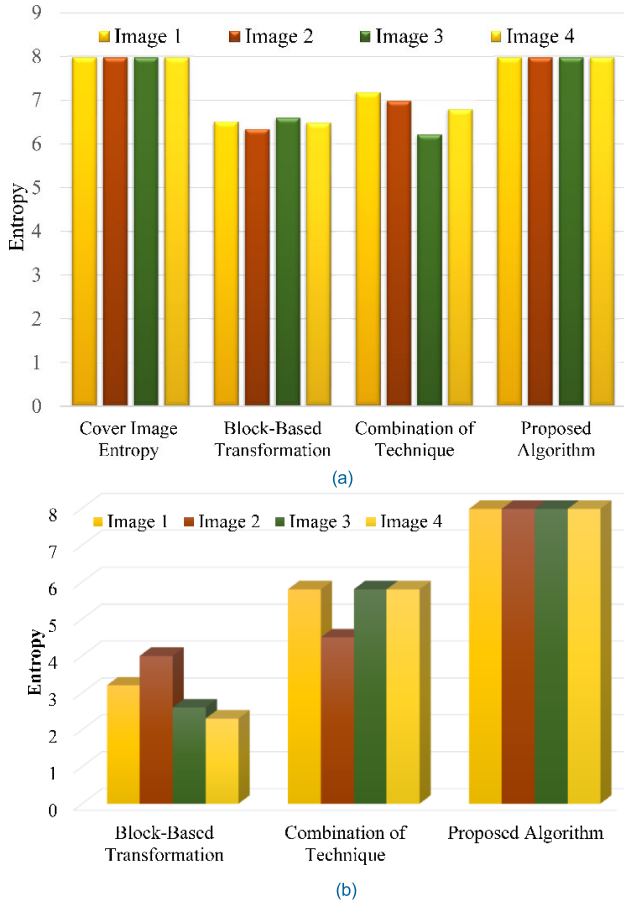 9
Image 1 Image 2 Image 3 Image 4
8
7
6
5
4
3
2
1
0
Entropy
Cover Image Entropy
Block-Based Transformation
Combination of Technique
Proposed Algorithm
(a)
8
Image 1 Image 2 Image 3 Image 4
7
6
5
4
3
2
1
0
Entropy
Block-Based Transformation
Combination of Technique
Proposed Algorithm
(b)